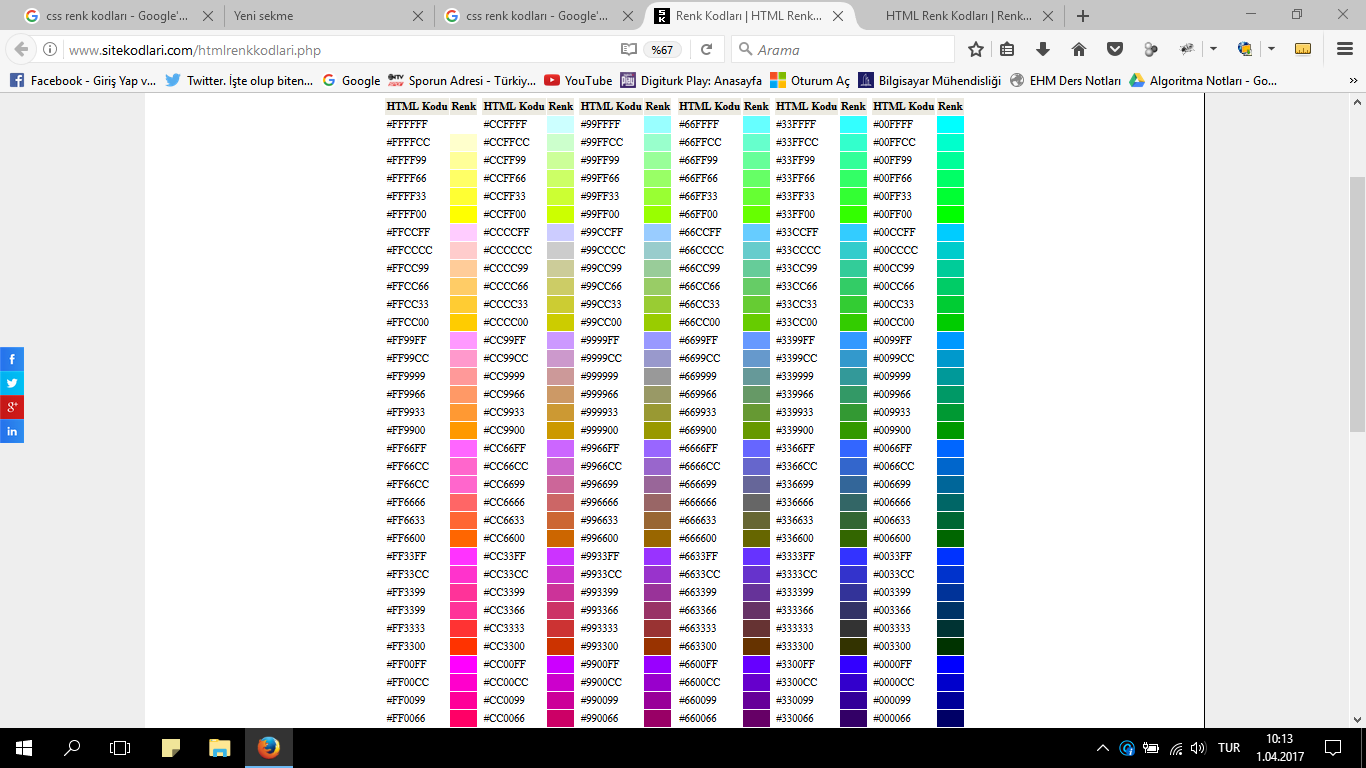 css renk kodları - Google'... Yeni sekme css renk kodları - Google'... Renk Kodları | HTML Renk... HTML Renk Kodları | Renk...
www.sitekodlari.com/htmlrenkkodlari.php %67 Arama
Facebook - Giriş Yap v... Twitter. İşte olup biten... Google Sporun Adresi - Türkiy... YouTube Digiturk Play: Anasayfa Oturum Aç Bilgisayar Mühendisliği EHM Ders Notları Algoritma Notları - Go...
HTML Kodu Renk HTML Kodu Renk HTML Kodu Renk HTML Kodu Renk HTML Kodu Renk HTML Kodu Renk
#FFFFFF #CCFFFF #99FFFF #66FFFF #33FFFF #00FFFF
#FFFFCC #CCFFCC #99FFCC #66FFCC #33FFCC #00FFCC
#FFFF99 #CCFF99 #99FF99 #66FF99 #33FF99 #00FF99
#FFFF66 #CCFF66 #99FF66 #66FF66 #33FF66 #00FF66
#FFFF33 #CCFF33 #99FF33 #66FF33 #33FF33 #00FF33
#FFFF00 #CCFF00 #99FF00 #66FF00 #33FF00 #00FF00
#FFCCFF #CCCCFF #99CCFF #66CCFF #33CCFF #00CCFF
#FFCCCC #CCCCCC #99CCCC #66CCCC #33CCCC #00CCCC
#FFCC99 #CCCC99 #99CC99 #66CC99 #33CC99 #00CC99
#FFCC66 #CCCC66 #99CC66 #66CC66 #33CC66 #00CC66
#FFCC33 #CCCC33 #99CC33 #66CC33 #33CC33 #00CC33
#FFCC00 #CCCC00 #99CC00 #66CC00 #33CC00 #00CC00
#FF99FF #CC99FF #9999FF #6699FF #3399FF #0099FF
#FF99CC #CC99CC #9999CC #6699CC #3399CC #0099CC
#FF9999 #CC9999 #999999 #669999 #339999 #009999
#FF9966 #CC9966 #999966 #669966 #339966 #009966
#FF9933 #CC9933 #999933 #669933 #339933 #009933
#FF9900 #CC9900 #999900 #669900 #339900 #009900
#FF66FF #CC66FF #9966FF #6666FF #3366FF #0066FF
#FF66CC #CC66CC #9966CC #6666CC #3366CC #0066CC
#FF66CC #CC6699 #996699 #666699 #336699 #006699
#FF6666 #CC6666 #996666 #666666 #336666 #006666
#FF6633 #CC6633 #996633 #666633 #336633 #006633
#FF6600 #CC6600 #996600 #666600 #336600 #006600
#FF33FF #CC33FF #9933FF #6633FF #3333FF #0033FF
#FF33CC #CC33CC #9933CC #6633CC #3333CC #0033CC
#FF3399 #CC3399 #993399 #663399 #333399 #003399
#FF3399 #CC3366 #993366 #663366 #333366 #003366
#FF3333 #CC3333 #993333 #663333 #333333 #003333
#FF3300 #CC3300 #993300 #663300 #333300 #003300
#FF00FF #CC00FF #9900FF #6600FF #3300FF #0000FF
#FF00CC #CC00CC #9900CC #6600CC #3300CC #0000CC
#FF0099 #CC0099 #990099 #660099 #330099 #000099
#FF0066 #CC0066 #990066 #660066 #330066 #000066
TUR 10:13
1.04.2017